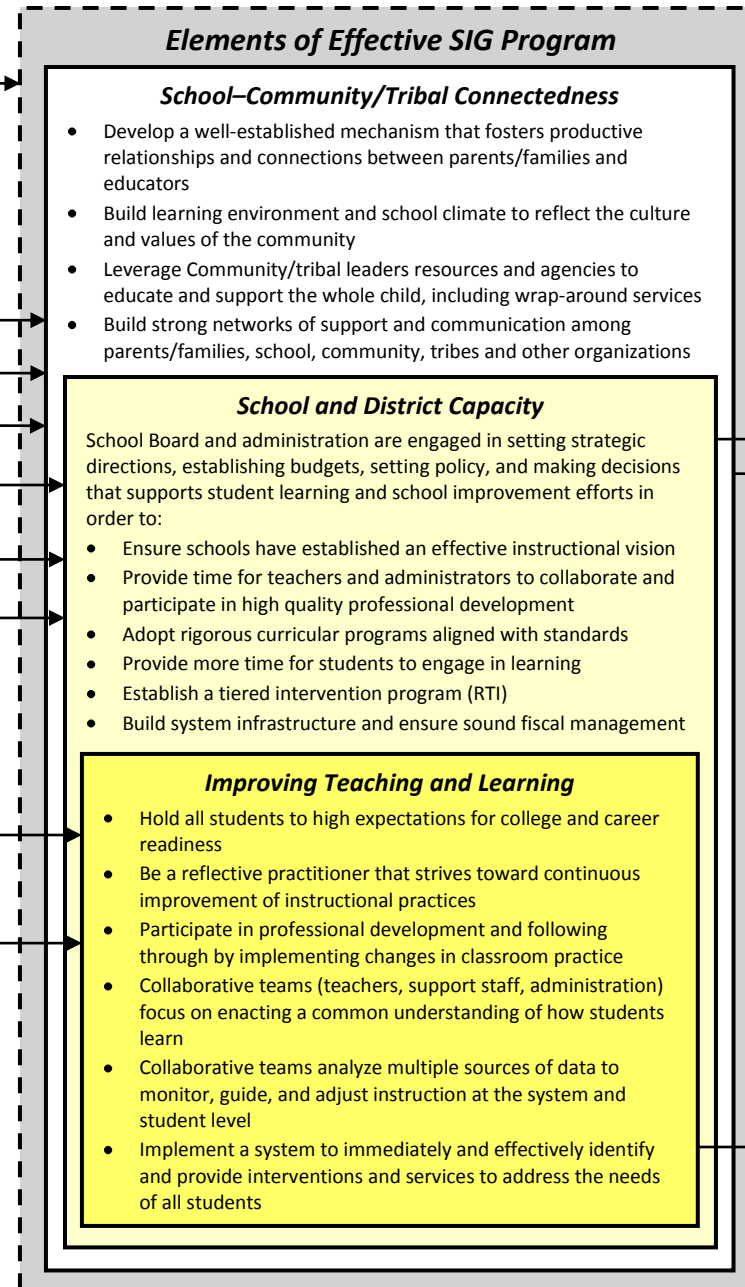 Elements of Effective SIG Program
School–Community/Tribal Connectedness
• Develop a well-established mechanism that fosters productive
relationships and connections between parents/families and
educators
• Build learning environment and school climate to reflect the culture
and values of the community
• Leverage Community/tribal leaders resources and agencies to
educate and support the whole child, including wrap-around services
• Build strong networks of support and communication among
parents/families, school, community, tribes and other organizations
School and District Capacity
School Board and administration are engaged in setting strategic
directions, establishing budgets, setting policy, and making decisions
that supports student learning and school improvement efforts in
order to:
• Ensure schools have established an effective instructional vision
• Provide time for teachers and administrators to collaborate and
participate in high quality professional development
• Adopt rigorous curricular programs aligned with standards
• Provide more time for students to engage in learning
• Establish a tiered intervention program (RTI)
• Build system infrastructure and ensure sound fiscal management
Improving Teaching and Learning
• Hold all students to high expectations for college and career
readiness
• Be a reflective practitioner that strives toward continuous
improvement of instructional practices
• Participate in professional development and following
through by implementing changes in classroom practice
• Collaborative teams (teachers, support staff, administration)
focus on enacting a common understanding of how students
learn
• Collaborative teams analyze multiple sources of data to
monitor, guide, and adjust instruction at the system and
student level
• Implement a system to immediately and effectively identify
and provide interventions and services to address the needs
of all students